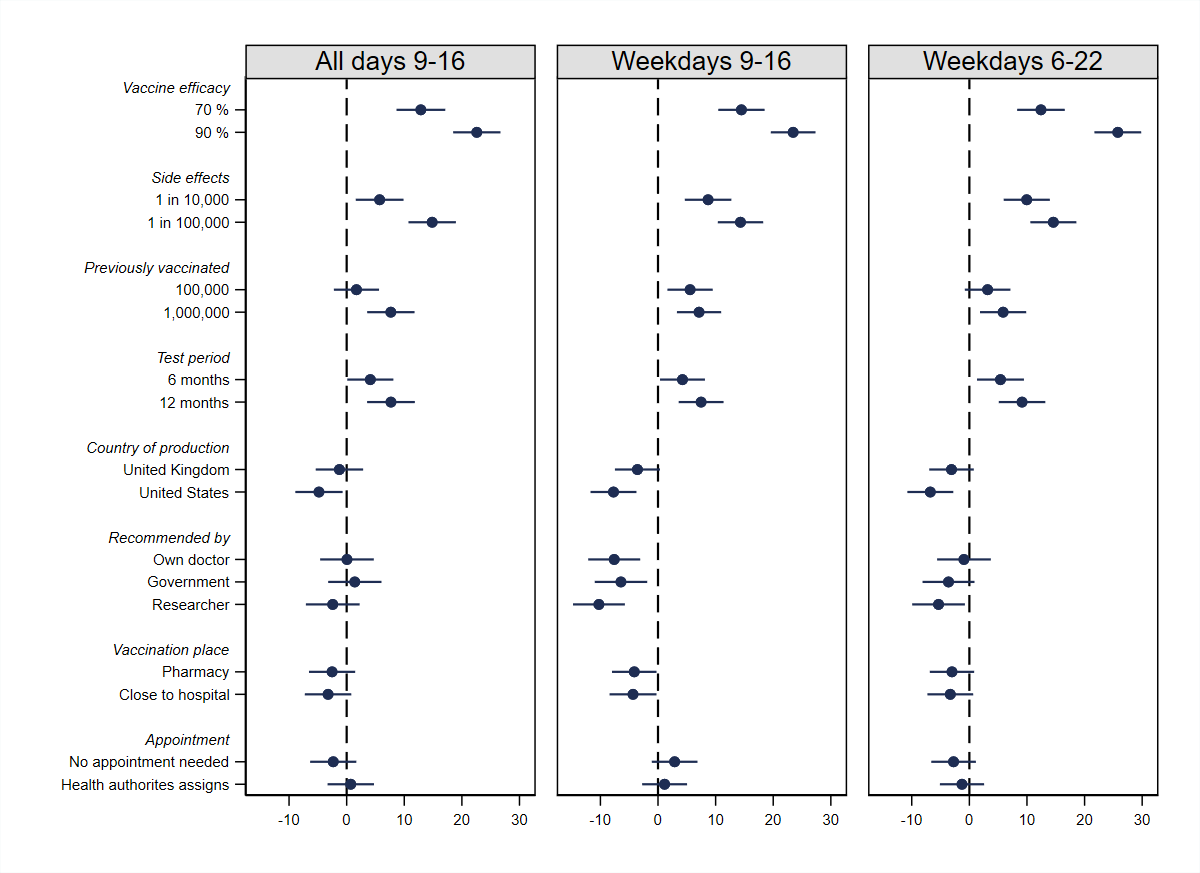 All days 9-16
Weekdays 9-16
Weekdays 6-22
Vaccine efficacy
70 %
90 %
Side effects
1 in 10,000
1 in 100,000
Previously vaccinated
100,000
1,000,000
Test period
6 months
12 months
Country of production
United Kingdom
United States
Recommended by
Own doctor
Government
Researcher
Vaccination place
Pharmacy
Close to hospital
Appointment
No appointment needed
Health authorites assigns
-10 0 10 20 30
-10 0 10 20 30
-10 0 10 20 30